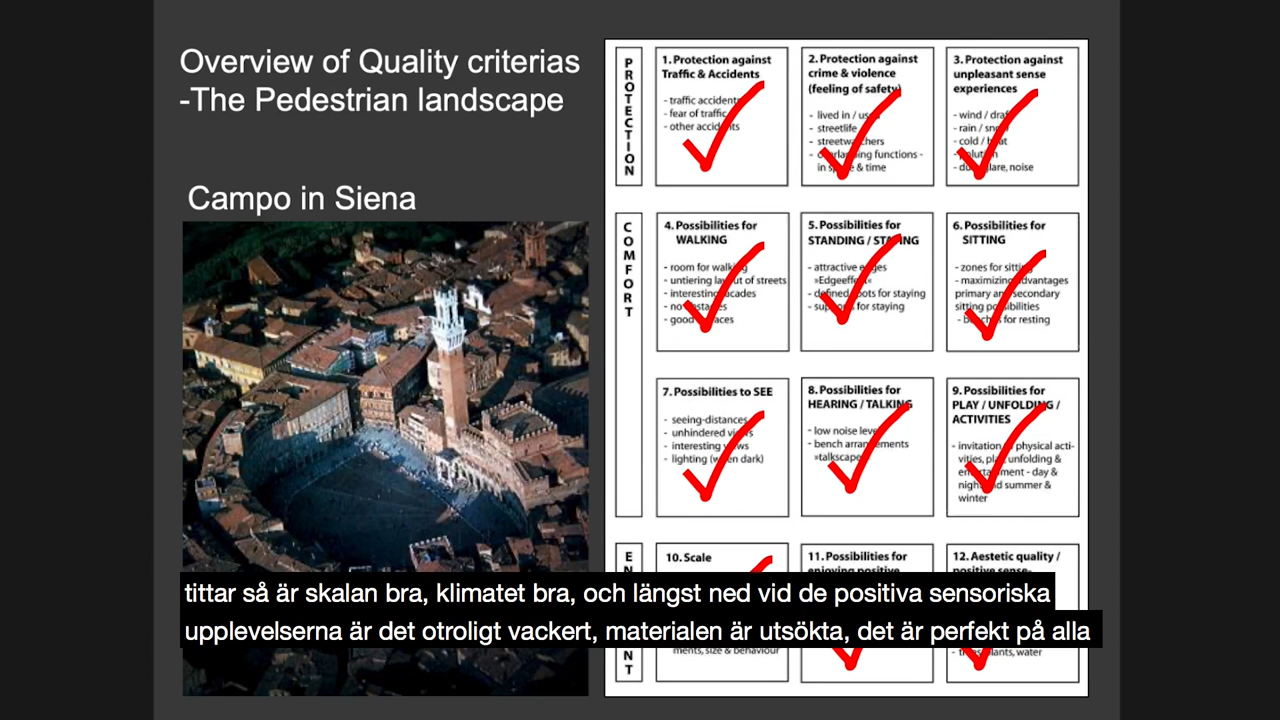 Overview of Quality criterias
-The Pedestrian landscape
Campo in Siena
PROTECTION
1. Protection against
Traffic & Accidents
- traffic accidents
- fear of traffic
- other accidents
2. Protection against
crime & violence
(feeling of safety)
- lived in / used
- streetlife
- streetwatchers
- overlapping functions -
in space & time
3. Protection against
unpleasant sense
experiences
- wind / draft
- rain / snow
- cold / heat
- polution
- dust, glare, noise
COMFORT
4. Possibilities for
WALKING
- room for walking
- untiering layout of streets
- interesting facades
- no obstacles
- good surfaces
5. Possibilities for
STANDING / STAYING
- attractive edges
»Edgeeffect«
- defined spots for staying
- supports for staying
6. Possibilities for
SITTING
- zones for sitting
- maximizing advantages
primary and secondary
sitting possibilities
- benches for resting
7. Possibilities to SEE
- seeing-distances
- unhindered views
- interesting views
- lighting (when dark)
8. Possibilities for
HEARING / TALKING
- low noise level
- bench arrangements
»talkscapes«
9. Possibilities for
PLAY / UNFOLDING /
ACTIVITIES
- invitation to physical acti-
vities, play, unfolding &
entertainment - day &
night and summer &
winter
10. Scale
11. Possibilities for
enjoying positive
12. Aestetic quality /
positive sense-
ments, size & behaviour
- trees, plants, water
tittar så är skalan bra, klimatet bra, och längst ned vid de positiva sensoriska
upplevelserna är det otroligt vackert, materialen är utsökta, det är perfekt på alla